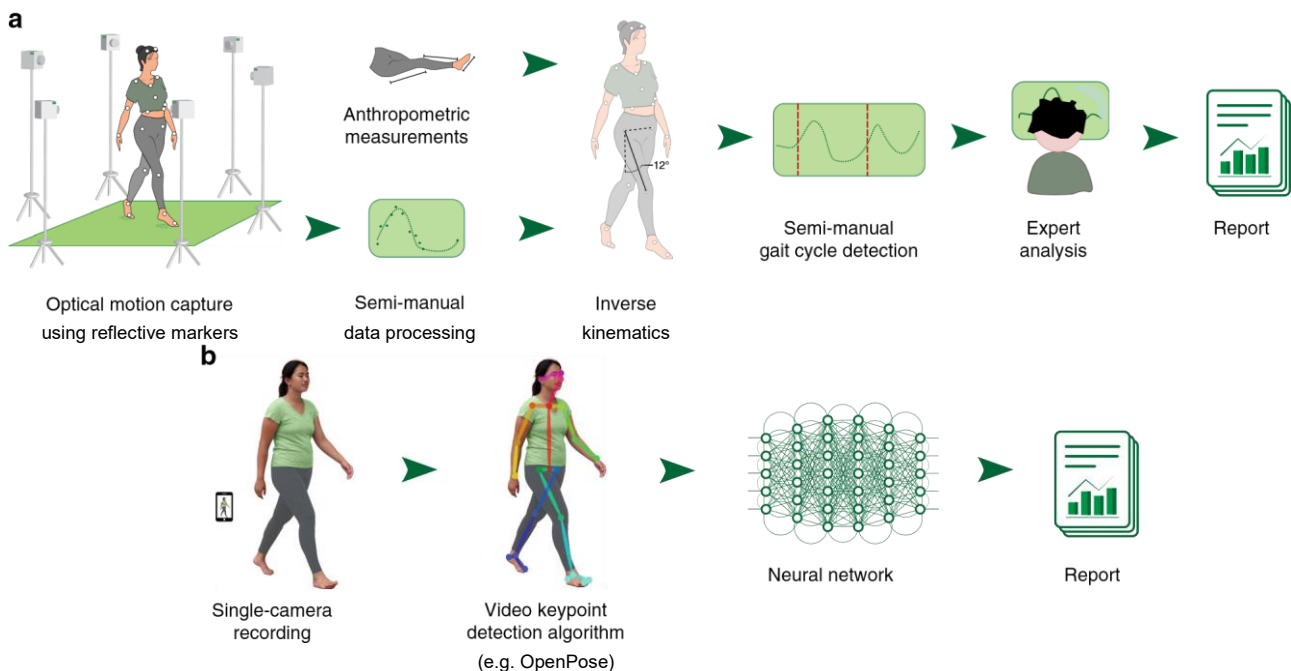 a
Anthropometric
measurements
12°
Optical motion capture
using reflective markers
Semi-manual
data processing
Inverse
kinematics
Semi-manual
gait cycle detection
Expert
analysis
Report
b
Single-camera
recording
Video keypoint
detection algorithm
(e.g. OpenPose)
Neural network
Report